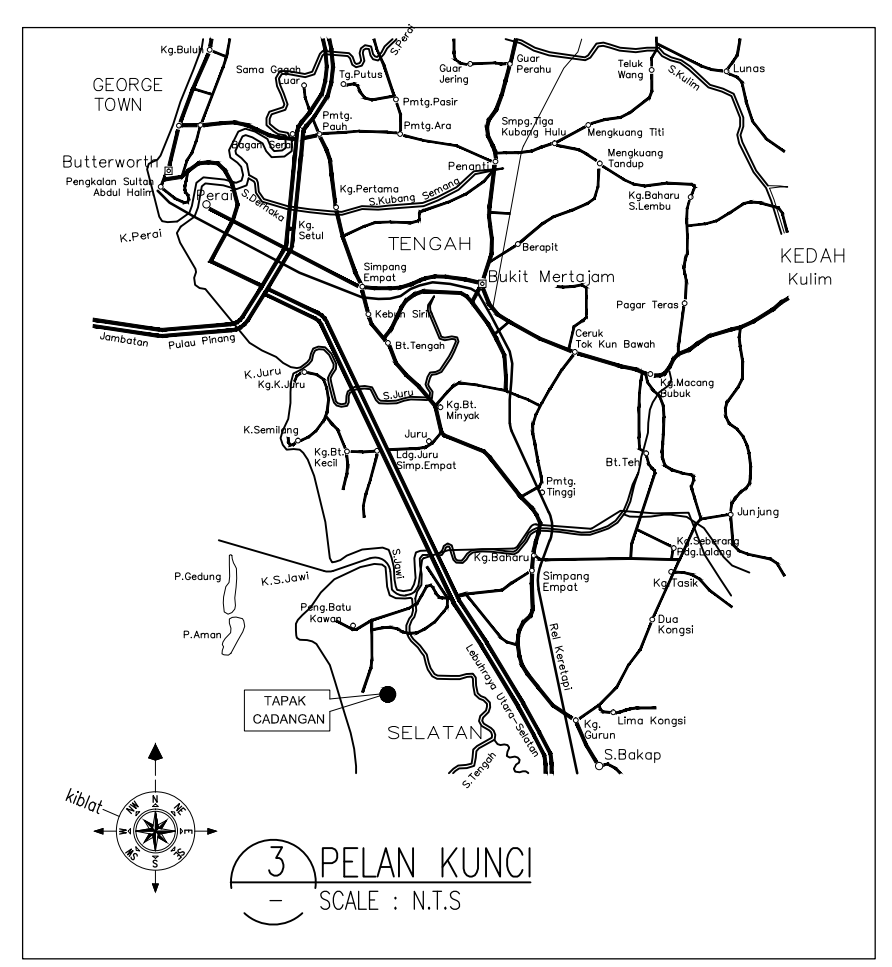 S.Perai
Kg.Buluh
GEORGE
TOWN
Sama Gagah
Luar
Tg.Putus
Guar
Jering
Guar
Perahu
Teluk
Wang
Lunas
S.Kulim
Pmtg.Pasir
Pmtg.
Pauh
Pmtg.Ara
Smpg.Tiga
Kubang Hulu
Mengkuang Titi
Bagan Serai
Mengkuang
Tandup
Butterworth
Penanti
Pengkalan Sultan
Abdul Halim
Perai
S.Derhaka
Kg.Pertama
S.Kubang Semang
Kg.Baharu
S.Lembu
K.Perai
Kg.
Setul
TENGAH
Berapit
KEDAH
Kulim
Simpang
Empat
Bukit Mertajam
Pagar Teras
Kebun Sirih
Jambatan Pulau Pinang
Bt.Tengah
Ceruk
Tok Kun Bawah
K.Juru
Kg.K.Juru
S.Juru
Kg.Macang
Bubuk
Kg.Bt.
Minyak
K.Semilang
Juru
Kg.Bt.
Kecil
Ldg.Juru
Simp.Empat
Bt.Teh
Pmtg.
Tinggi
Junjung
Kg.Seberang
Pdg.Lalang
S.Jawi
Kg.Baharu
P.Gedung
K.S.Jawi
Simpang
Empat
Kg.Tasik
Peng.Batu
Kawan
Dua
Kongsi
P.Aman
Rel Keretapi
Lebuhraya Utara-Selatan
TAPAK
CADANGAN
SELATAN
Lima Kongsi
Kg.
Gurun
S.Bakap
S.Tengah
kiblat
N
NE
E
SE
S
SW
W
NW
3
PELAN KUNCI
-
SCALE : N.T.S